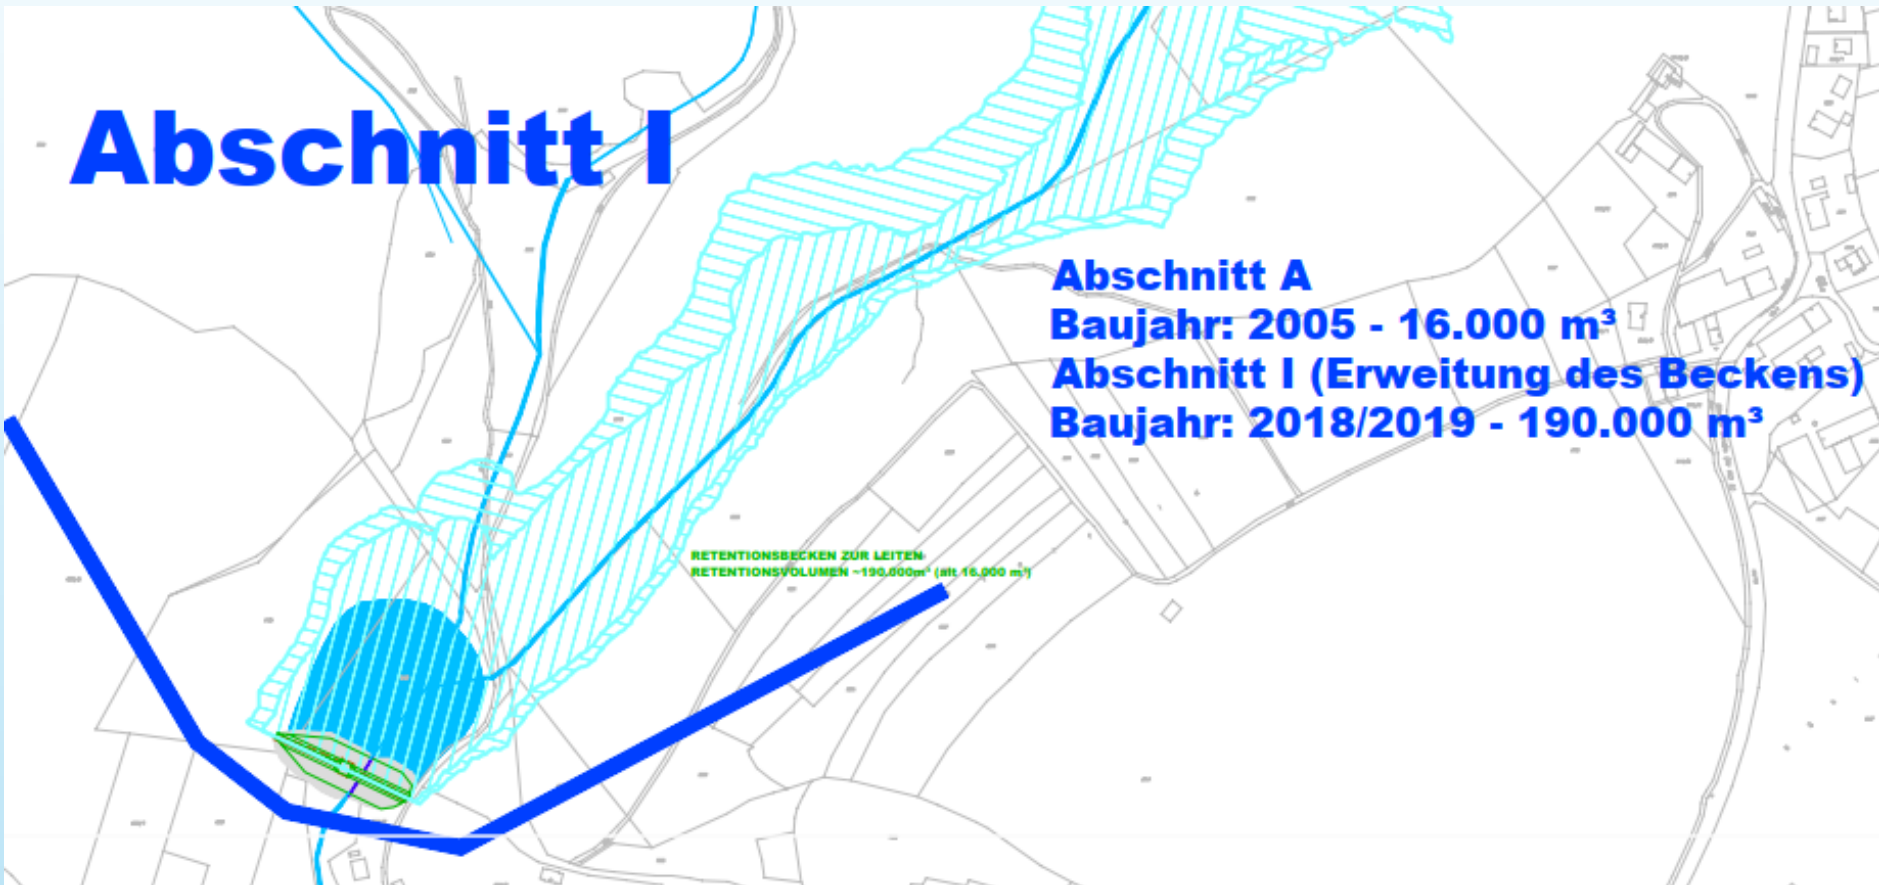 Abschnitt I
Abschnitt A
Baujahr: 2005 - 16.000 m³
Abschnitt I (Erweitung des Beckens)
Baujahr: 2018/2019 - 190.000 m³
RETENTIONSBECKEN ZUR LEITEN
RETENTIONSVOLUMEN ~190.000m³ (alt 16.000 m³)